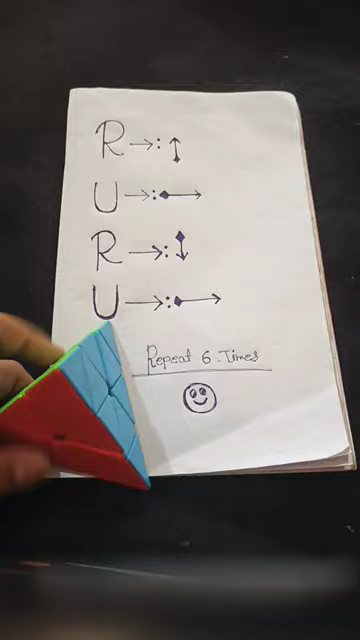 R →: ↕
U →: →
R →: ↕
U →: →
Repeat 6. Times